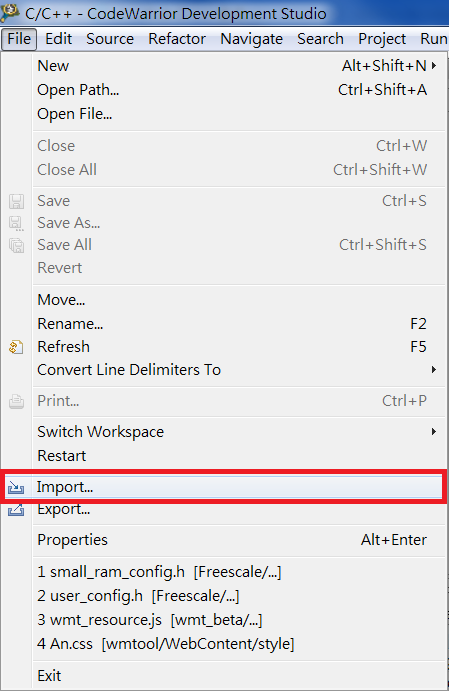 C/C++ - CodeWarrior Development Studio
File Edit Source Refactor Navigate Search Project Run
New Alt+Shift+N
Open Path... Ctrl+Shift+A
Open File...
Close Ctrl+W
Close All Ctrl+Shift+W
Save Ctrl+S
Save As...
Save All Ctrl+Shift+S
Revert
Move...
Rename... F2
Refresh F5
Convert Line Delimiters To
Print... Ctrl+P
Switch Workspace
Restart
Import...
Export...
Properties Alt+Enter
1 small_ram_config.h [Freescale/...]
2 user_config.h [Freescale/...]
3 wmt_resource.js [wmt_beta/...]
4 An.css [wmtool/WebContent/style]
Exit